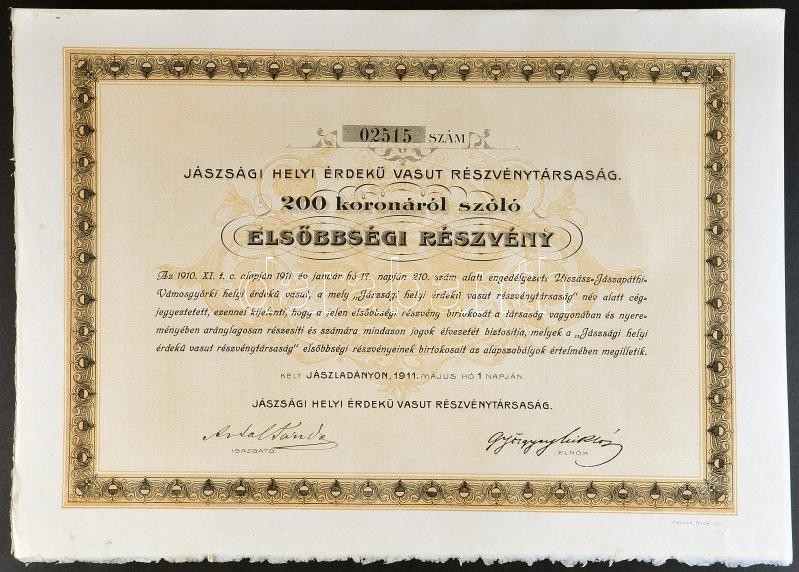 02515 SZÁM
JÁSZSÁGI HELYI ÉRDEKŰ VASUT RÉSZVÉNYTÁRSASÁG.
200 koronáról szóló
ELSŐBBSÉGI RÉSZVÉNY
Az 1910. XI. t. c. alapján 1911. év január hó 17. napján 210. szám alatt engedélyezett Ujszász-Jászapáthi-
Vámosgyörki helyi érdekű vasut, a mely „Jászsági helyi érdekű vasut részvénytársaság" név alatt cég-
jegyeztetett, ezennel kijelenti, hogy a jelen elsőbbségi részvény birtokosát a társaság vagyonában és nyere-
ményében aránylagosan részesiti és számára mindazon jogok élvezetét biztositja, melyek a „Jászsági helyi
érdekű vasut részvénytársaság" elsőbbségi részvényeinek birtokosait az alapszabályok értelmében megilletik.
KELT JÁSZLADÁNYON, 1911. MÁJUS HÓ 1 NAPJÁN.
JÁSZSÁGI HELYI ÉRDEKŰ VASUT RÉSZVÉNYTÁRSASÁG.
IGAZGATÓ.
ELNÖK.